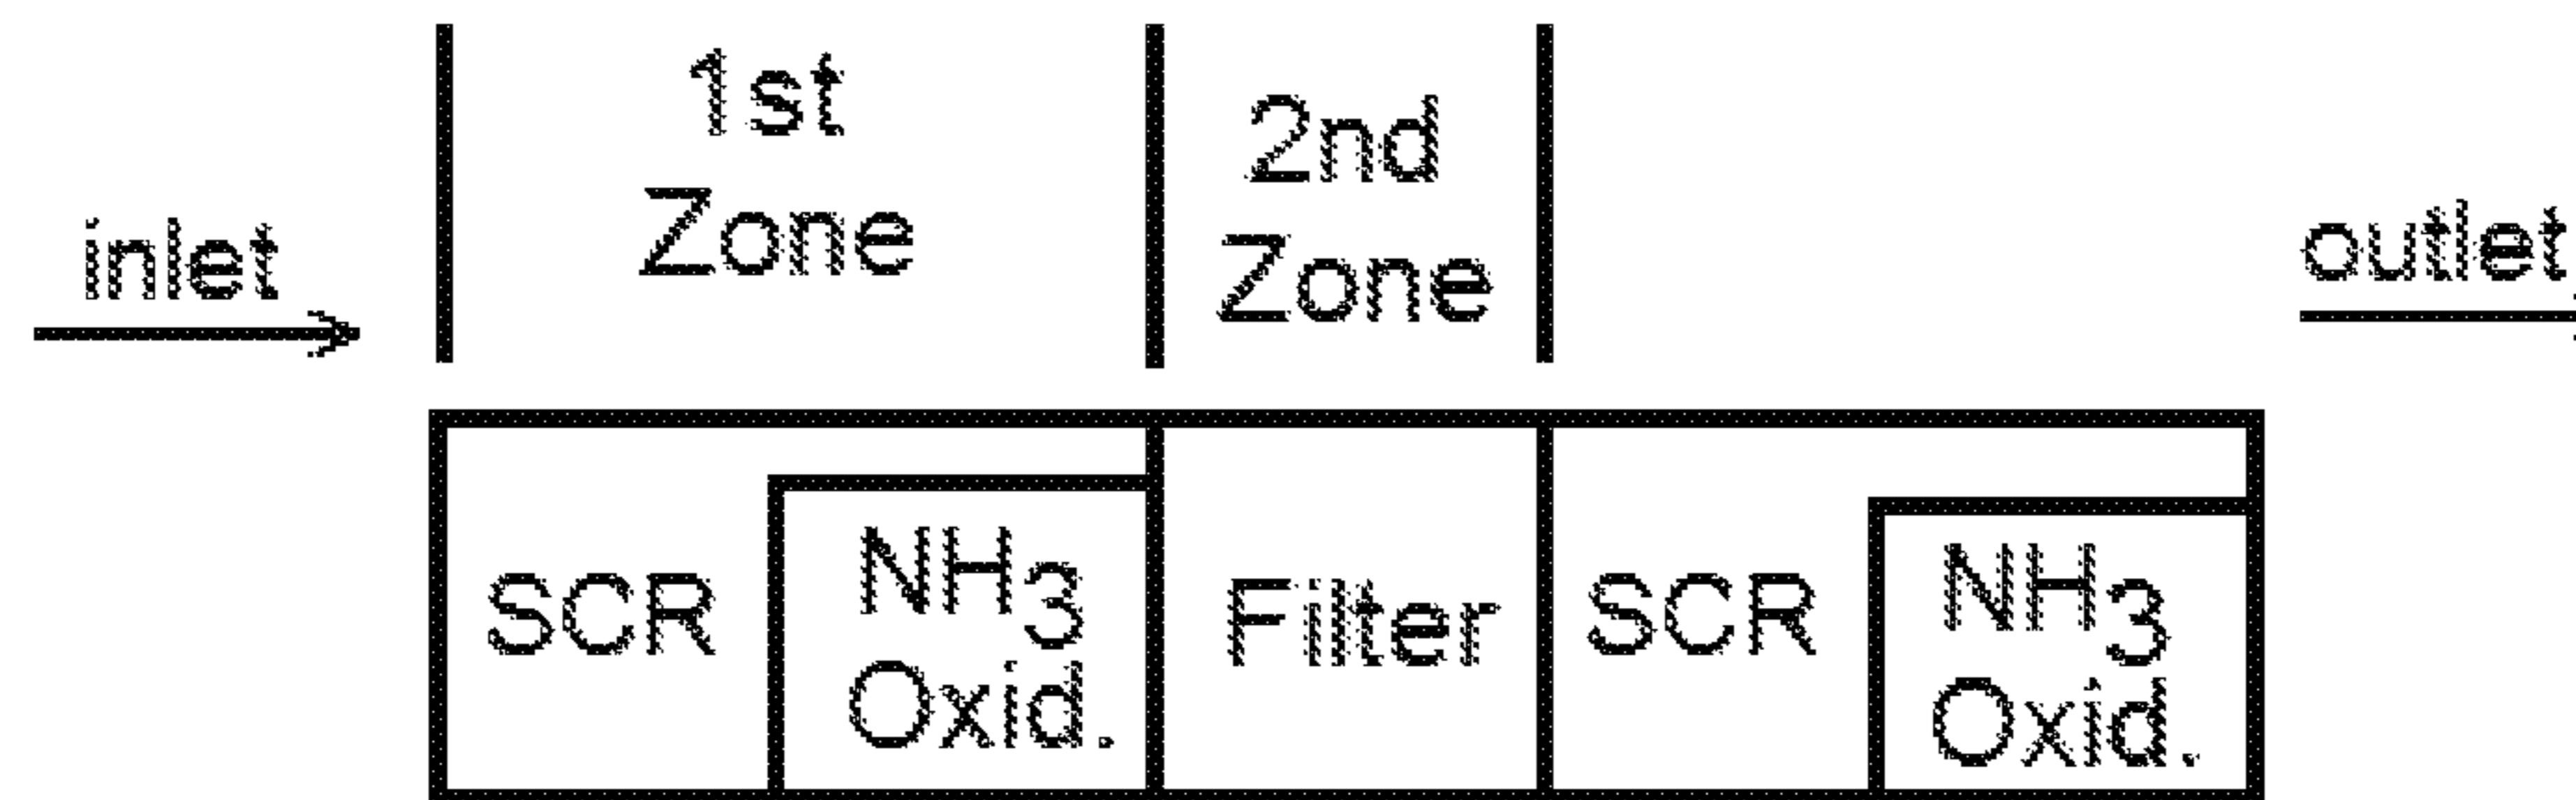 inlet
1st
Zone
2nd
Zone
outlet
SCR
NH3
Oxid.
Filter
SCR
NH3
Oxid.